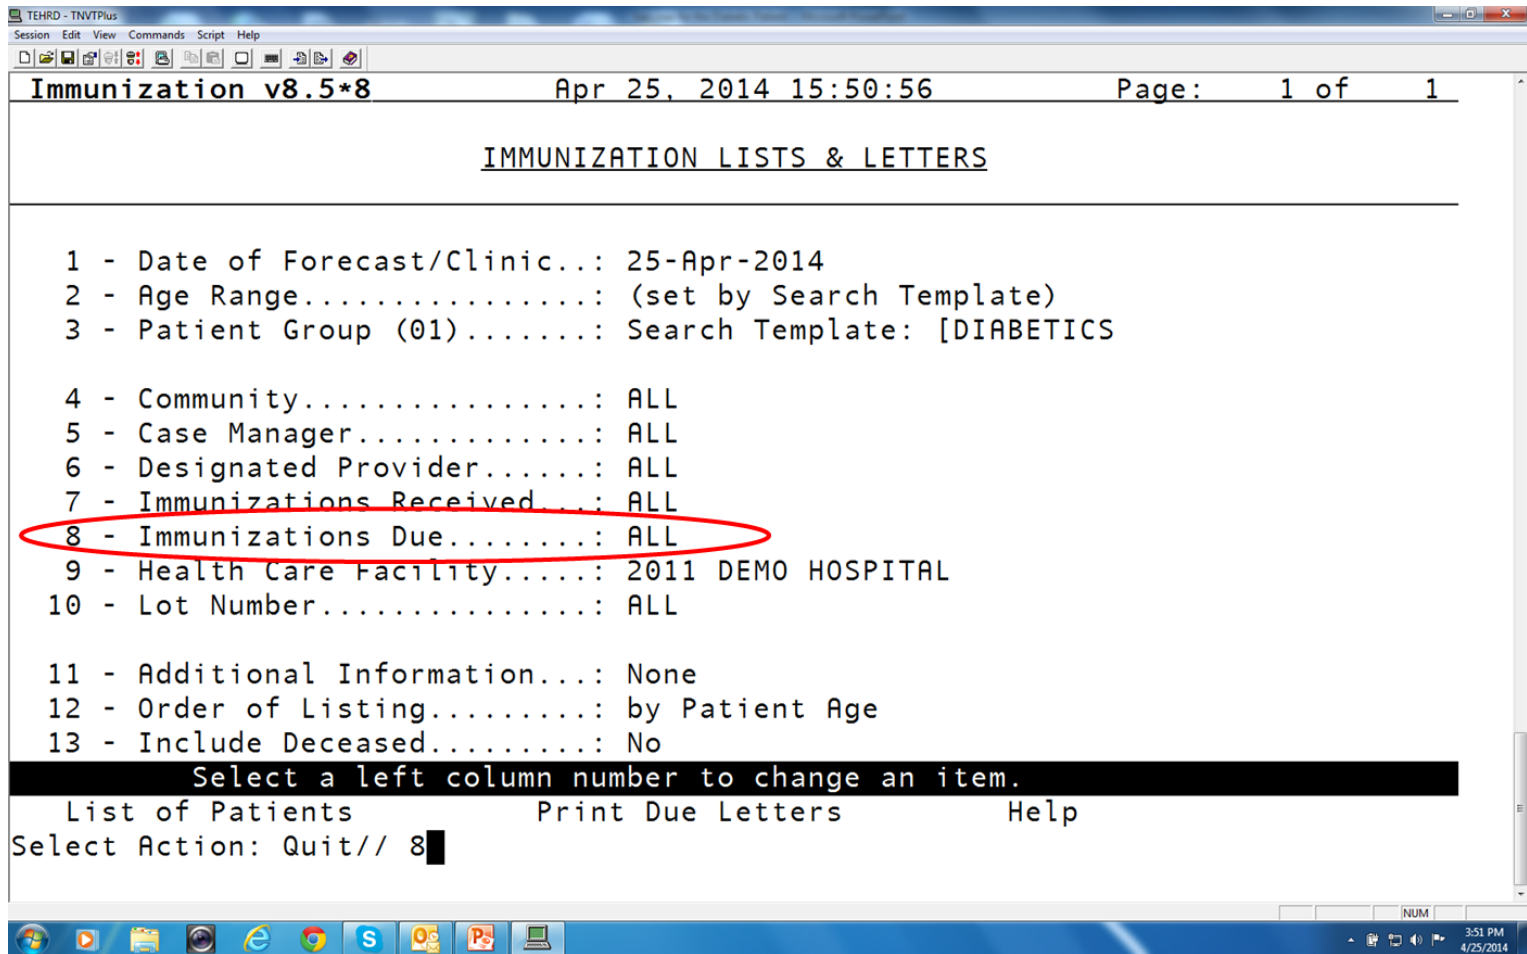 TEHRD - TNVTPlus
Session Edit View Commands Script Help
Immunization v8.5*8 Apr 25, 2014 15:50:56 Page: 1 of 1
IMMUNIZATION LISTS & LETTERS
1 - Date of Forecast/Clinic..: 25-Apr-2014
2 - Age Range................: (set by Search Template)
3 - Patient Group (01).......: Search Template: [DIABETICS
4 - Community................: ALL
5 - Case Manager.............: ALL
6 - Designated Provider......: ALL
7 - Immunizations Received...: ALL
8 - Immunizations Due........: ALL
9 - Health Care Facility.....: 2011 DEMO HOSPITAL
10 - Lot Number...............: ALL
11 - Additional Information...: None
12 - Order of Listing.........: by Patient Age
13 - Include Deceased.........: No
Select a left column number to change an item.
List of Patients Print Due Letters Help
Select Action: Quit// 8
NUM
3:51 PM
4/25/2014